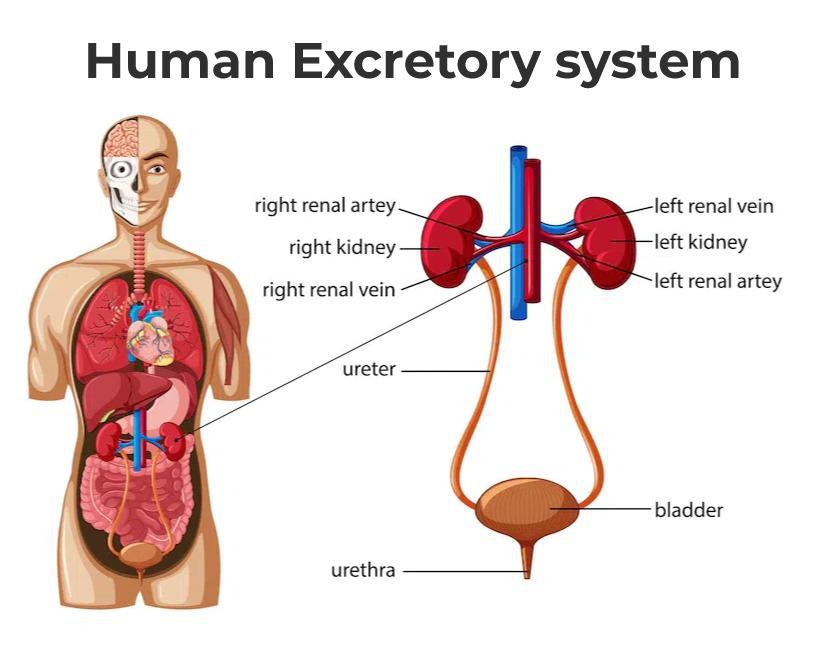 Human Excretory system
right renal artey
right kidney
right renal vein
ureter
urethra
left renal vein
left kidney
left renal artey
bladder